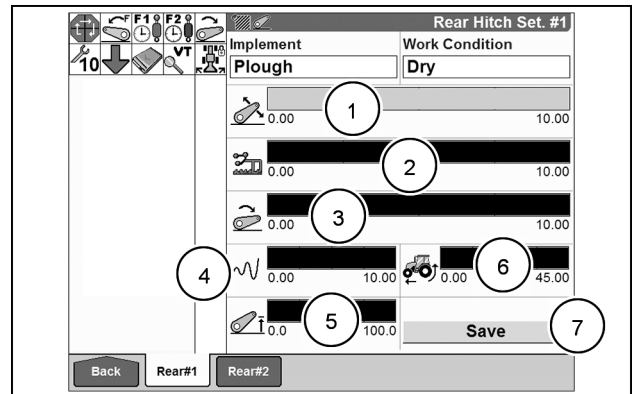 F F1 F2 Rear Hitch Set. #1
10 VT
Implement Work Condition
Plough Dry
1
0.00 10.00
2
0.00 10.00
3
0.00 10.00
4 6
0.00 10.00 0.00 45.00
5 7
0.0 100.0 Save
Back Rear#1 Rear#2